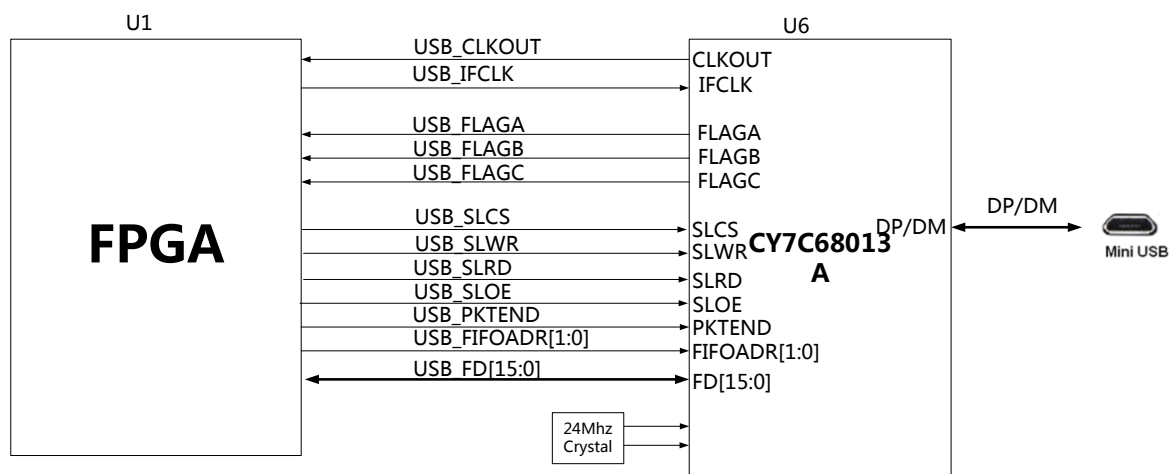 U1
U6
USB_CLKOUT
CLKOUT
USB_IFCLK
IFCLK
USB_FLAGA
FLAGA
USB_FLAGB
FLAGB
USB_FLAGC
FLAGC
USB_SLCS
SLCS
USB_SLWR
SLWR
USB_SLRD
SLRD
USB_SLOE
SLOE
USB_PKTEND
PKTEND
USB_FIFOADR[1:0]
FIFOADR[1:0]
USB_FD[15:0]
FD[15:0]
FPGA
CY7C68013
A
DP/DM
DP/DM
Mini USB
24Mhz
Crystal